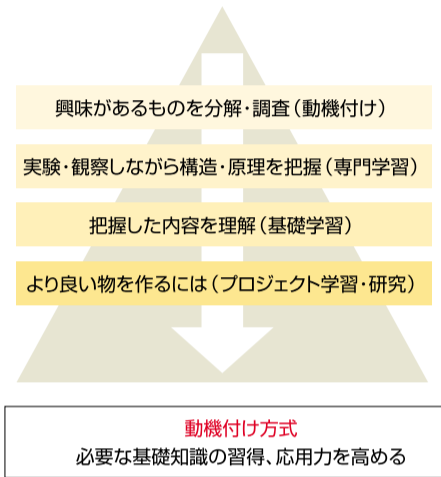 興味があるものを分解・調査（動機付け）
実験・観察しながら構造・原理を把握（専門学習）
把握した内容を理解（基礎学習）
より良い物を作るには（プロジェクト学習・研究）
動機付け方式
必要な基礎知識の習得、応用力を高める